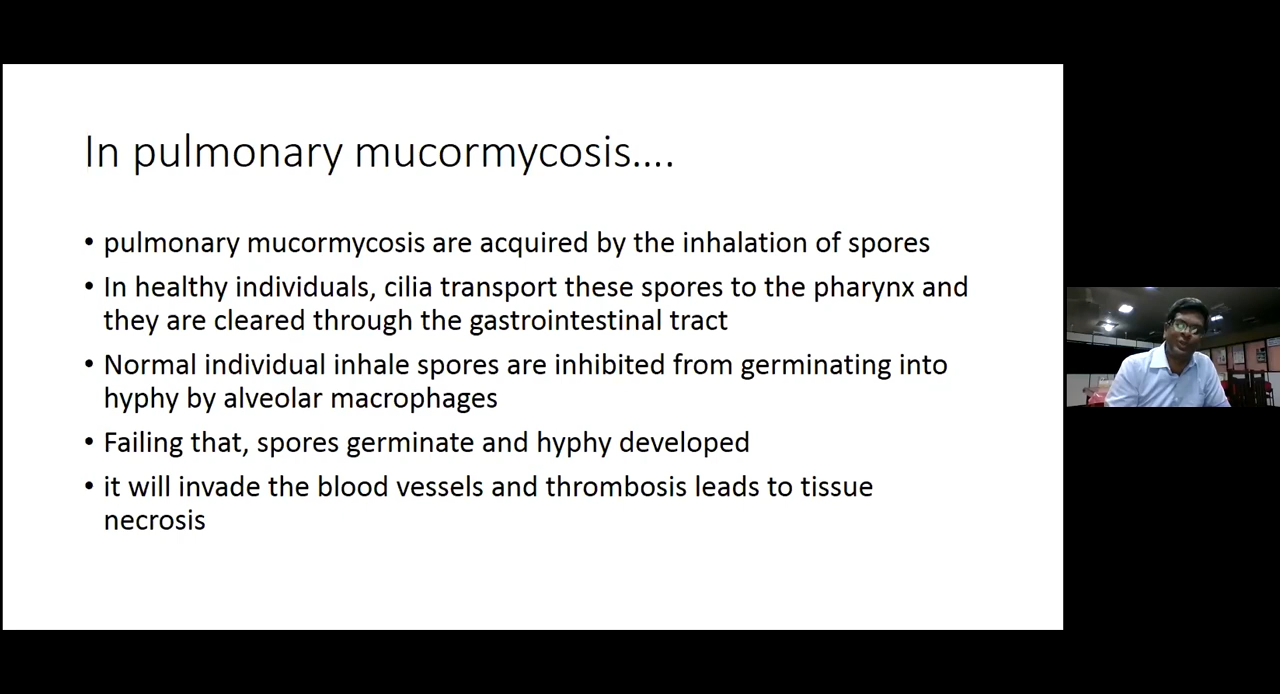 In pulmonary mucormycosis....
• pulmonary mucormycosis are acquired by the inhalation of spores
• In healthy individuals, cilia transport these spores to the pharynx and
they are cleared through the gastrointestinal tract
• Normal individual inhale spores are inhibited from germinating into
hyphy by alveolar macrophages
• Failing that, spores germinate and hyphy developed
• it will invade the blood vessels and thrombosis leads to tissue
necrosis